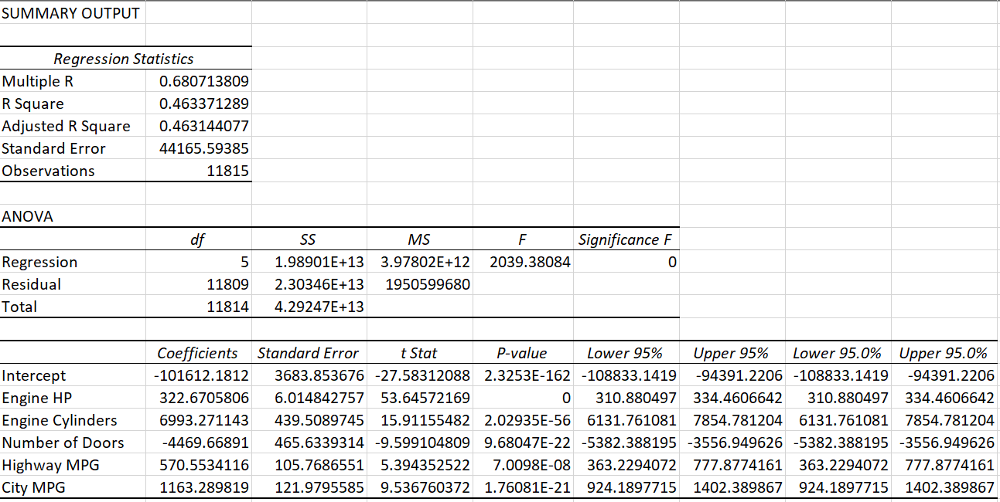 SUMMARY OUTPUT
Regression Statistics
Multiple R 0.680713809
R Square 0.463371289
Adjusted R Square 0.463144077
Standard Error 44165.59385
Observations 11815
ANOVA
df SS MS F Significance F
Regression 5 1.98901E+13 3.97802E+12 2039.38084 0
Residual 11809 2.30346E+13 1950599680
Total 11814 4.29247E+13
Coefficients Standard Error t Stat P-value Lower 95% Upper 95% Lower 95.0% Upper 95.0%
Intercept -101612.1812 3683.853676 -27.58312088 2.3253E-162 -108833.1419 -94391.2206 -108833.1419 -94391.2206
Engine HP 322.6705806 6.014842757 53.64572169 0 310.880497 334.4606642 310.880497 334.4606642
Engine Cylinders 6993.271143 439.5089745 15.91155482 2.02935E-56 6131.761081 7854.781204 6131.761081 7854.781204
Number of Doors -4469.66891 465.6339314 -9.599104809 9.68047E-22 -5382.388195 -3556.949626 -5382.388195 -3556.949626
Highway MPG 570.5534116 105.7686551 5.394352522 7.0098E-08 363.2294072 777.8774161 363.2294072 777.8774161
City MPG 1163.289819 121.9795585 9.536760372 1.76081E-21 924.1897715 1402.389867 924.1897715 1402.389867